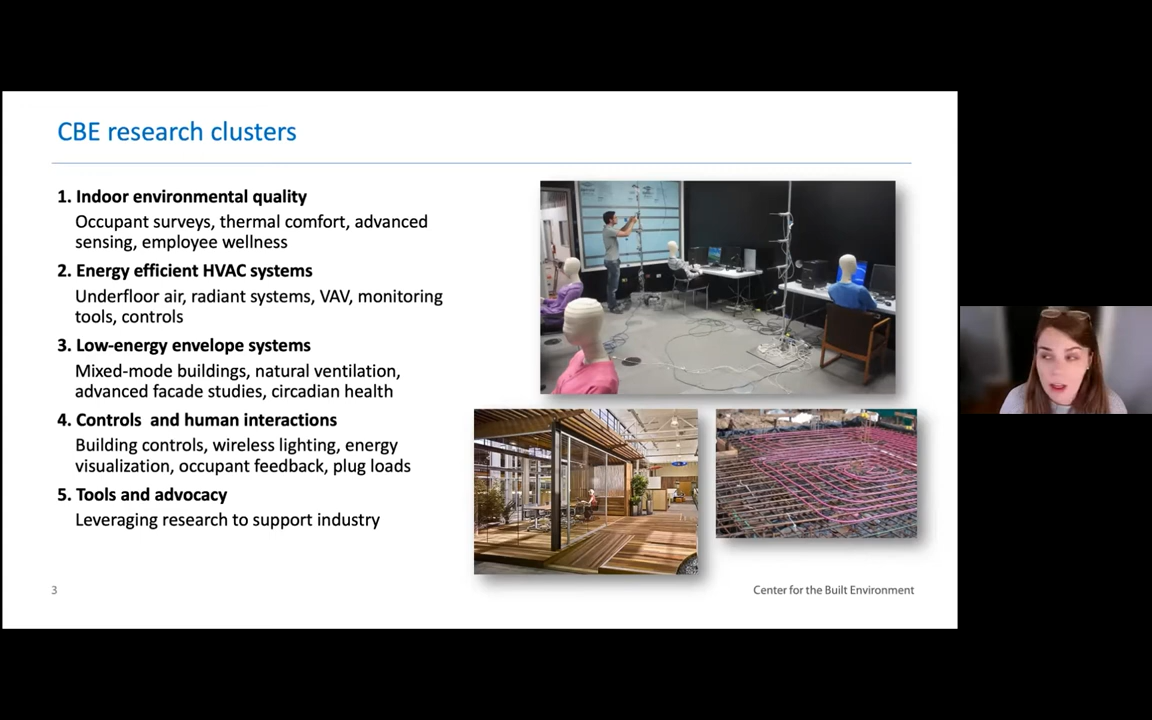 CBE research clusters
1. Indoor environmental quality
Occupant surveys, thermal comfort, advanced
sensing, employee wellness
2. Energy efficient HVAC systems
Underfloor air, radiant systems, VAV, monitoring
tools, controls
3. Low-energy envelope systems
Mixed-mode buildings, natural ventilation,
advanced facade studies, circadian health
4. Controls  and human interactions
Building controls, wireless lighting, energy
visualization, occupant feedback, plug loads
5. Tools and advocacy
Leveraging research to support industry
3
Center for the Built Environment